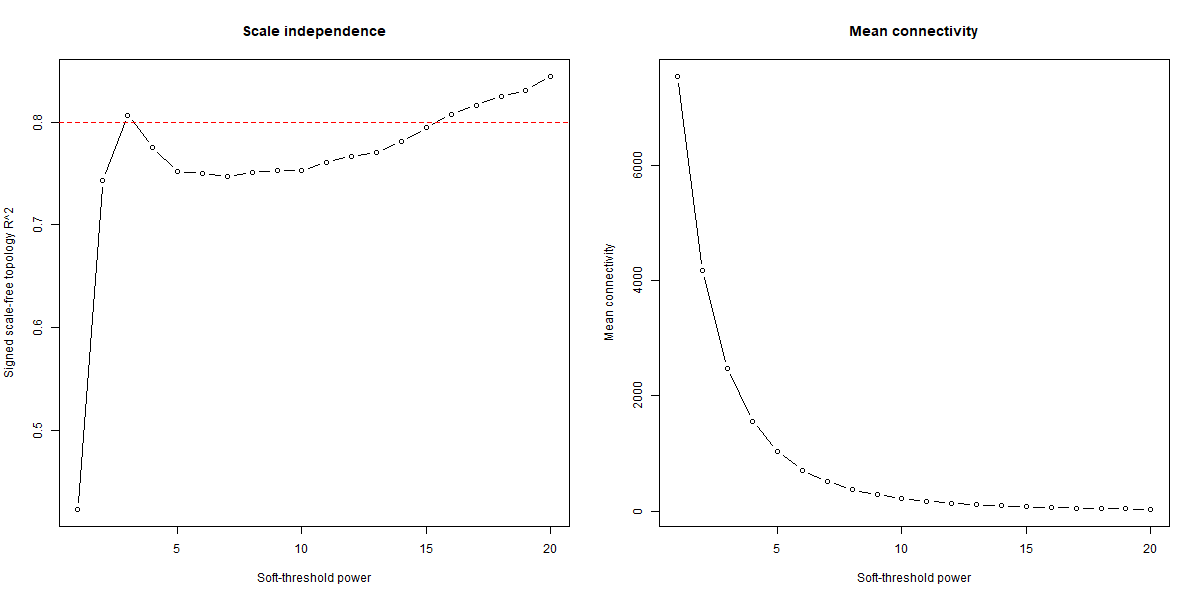 Scale independence
Signed scale-free topology R^2
0.8
0.7
0.6
0.5
5
10
15
20
Soft-threshold power
Mean connectivity
Mean connectivity
6000
4000
2000
0
5
10
15
20
Soft-threshold power